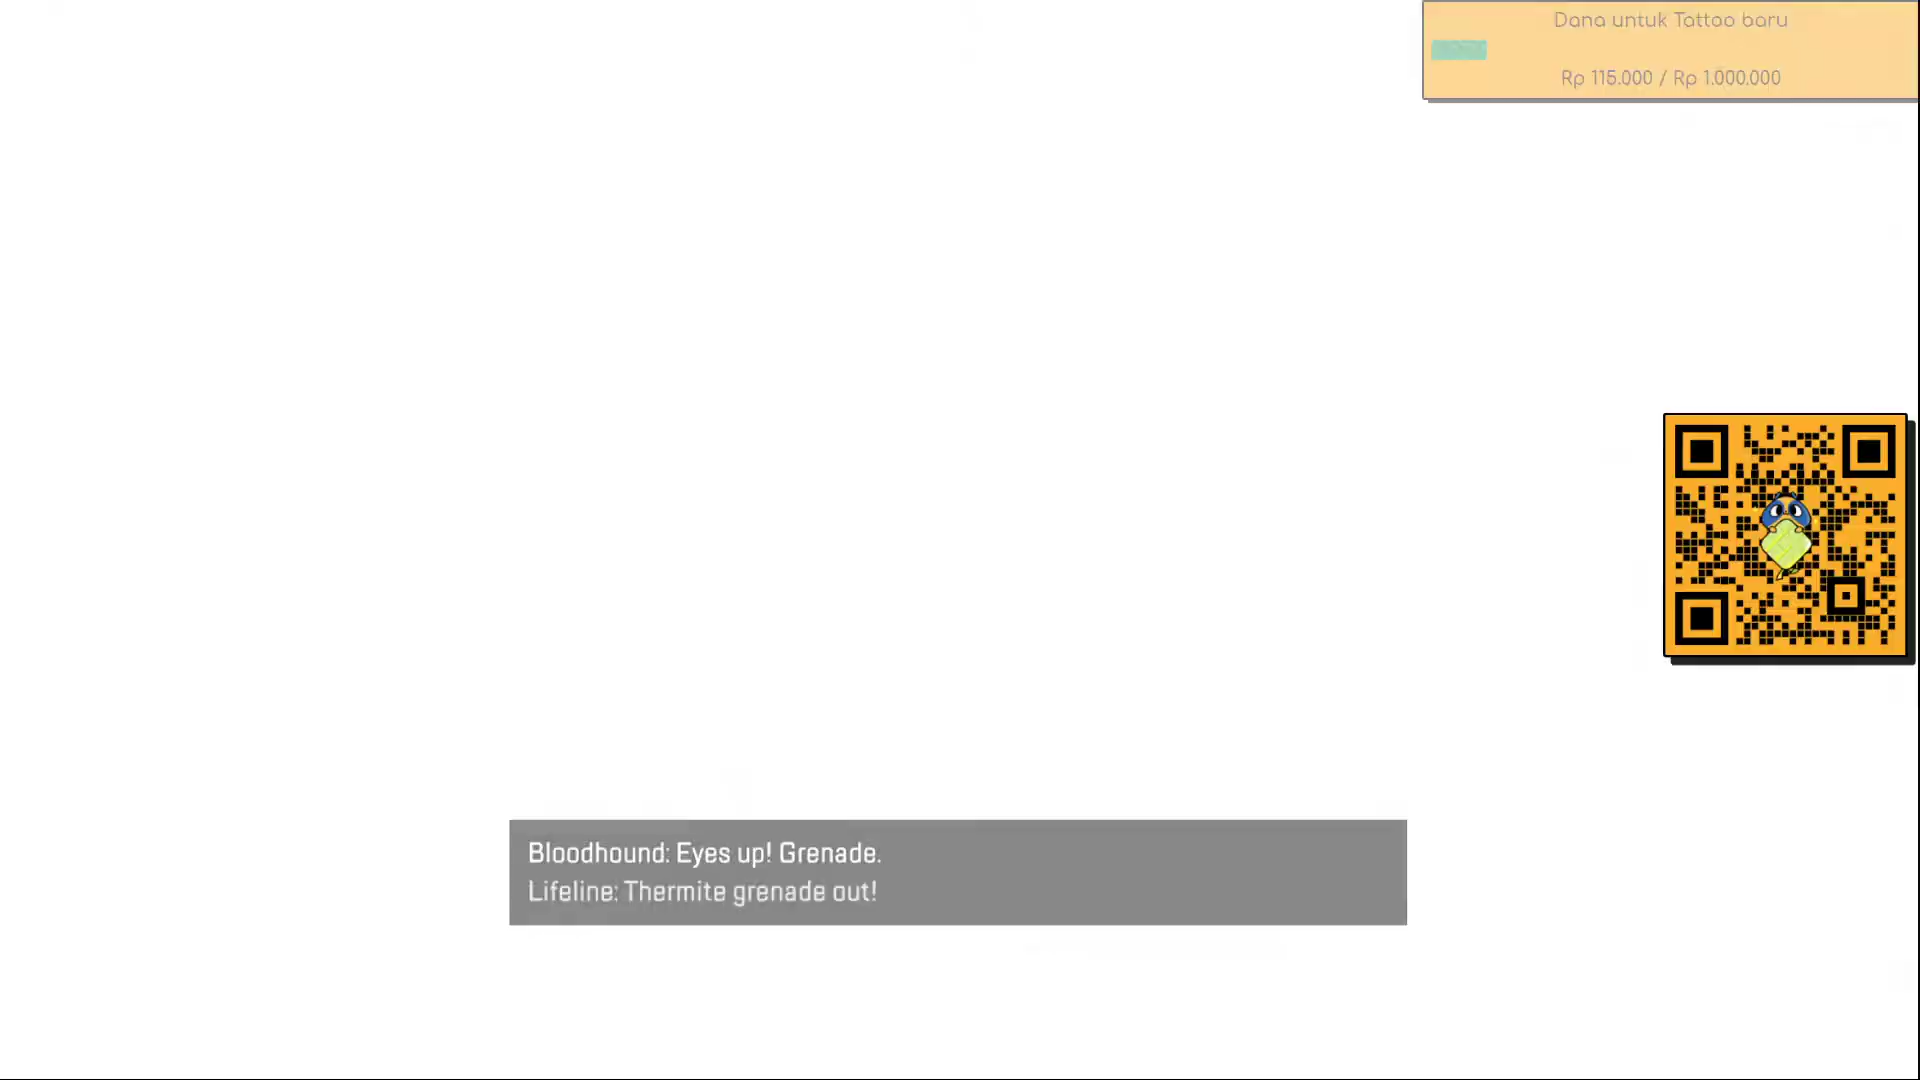 Dana untuk Tattoo baru
Rp 115.000 / Rp 1.000.000
Bloodhound: Eyes up! Grenade.
Lifeline: Thermite grenade out!